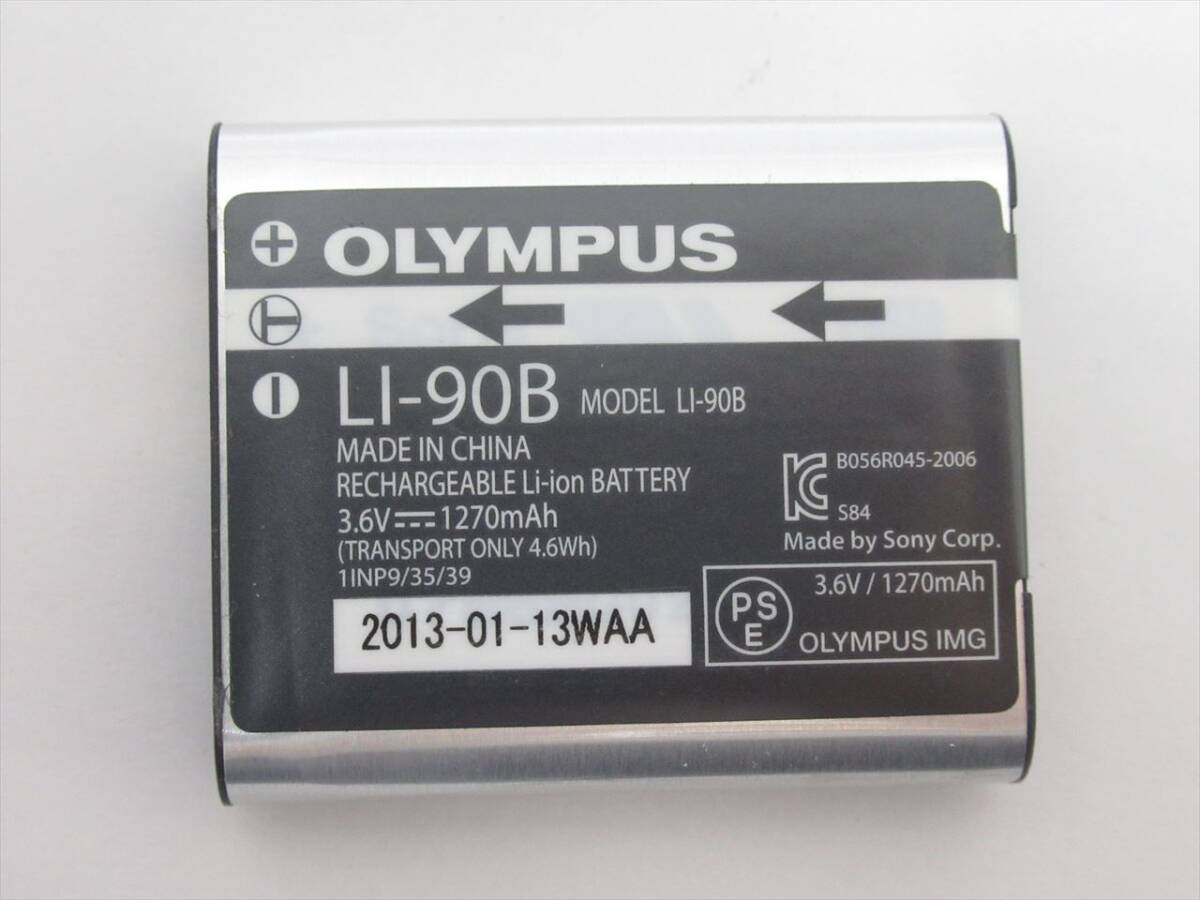 OLYMPUS
LI-90B MODEL LI-90B
MADE IN CHINA
RECHARGEABLE Li-ion BATTERY
3.6V⎓1270mAh
(TRANSPORT ONLY 4.6Wh)
1INP9/35/39
2013-01-13WAA
B056R045-2006
S84
Made by Sony Corp.
PS
E
3.6V / 1270mAh
OLYMPUS IMG